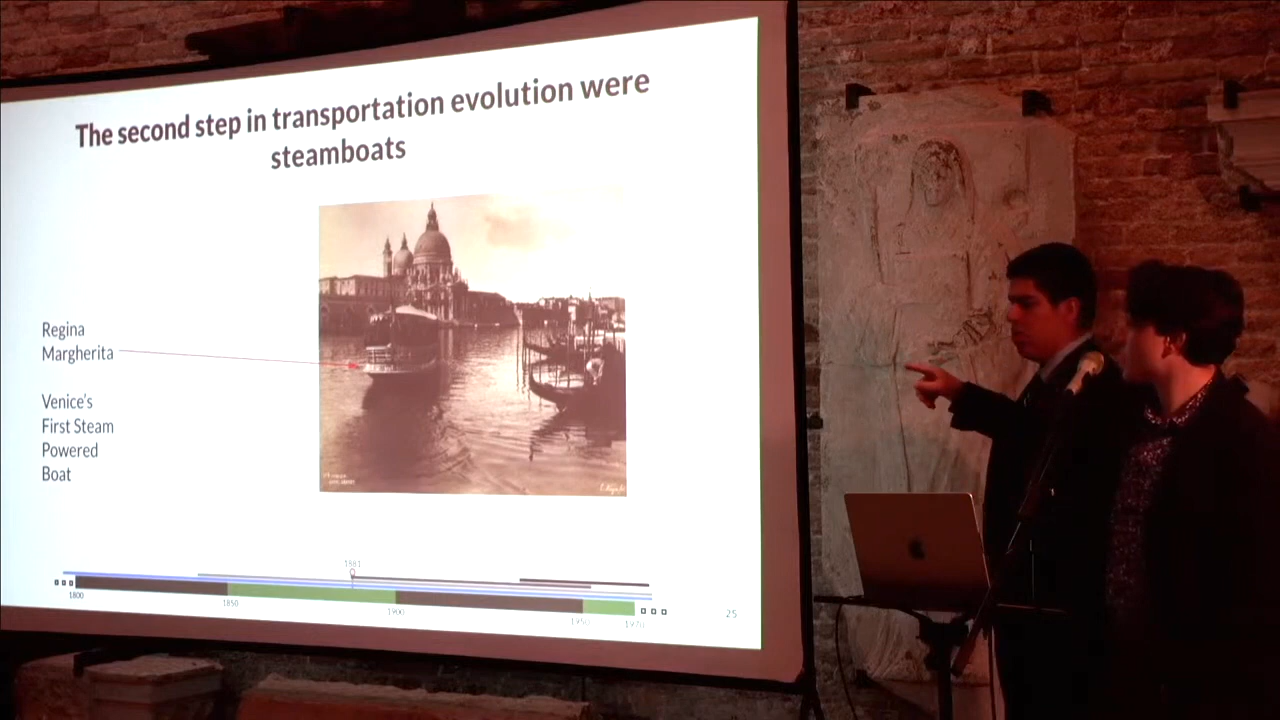 The second step in transportation evolution were
steamboats
Regina
Margherita
Venice's
First Steam
Powered
Boat
1881
1800
1850
1900
1950
1970
25